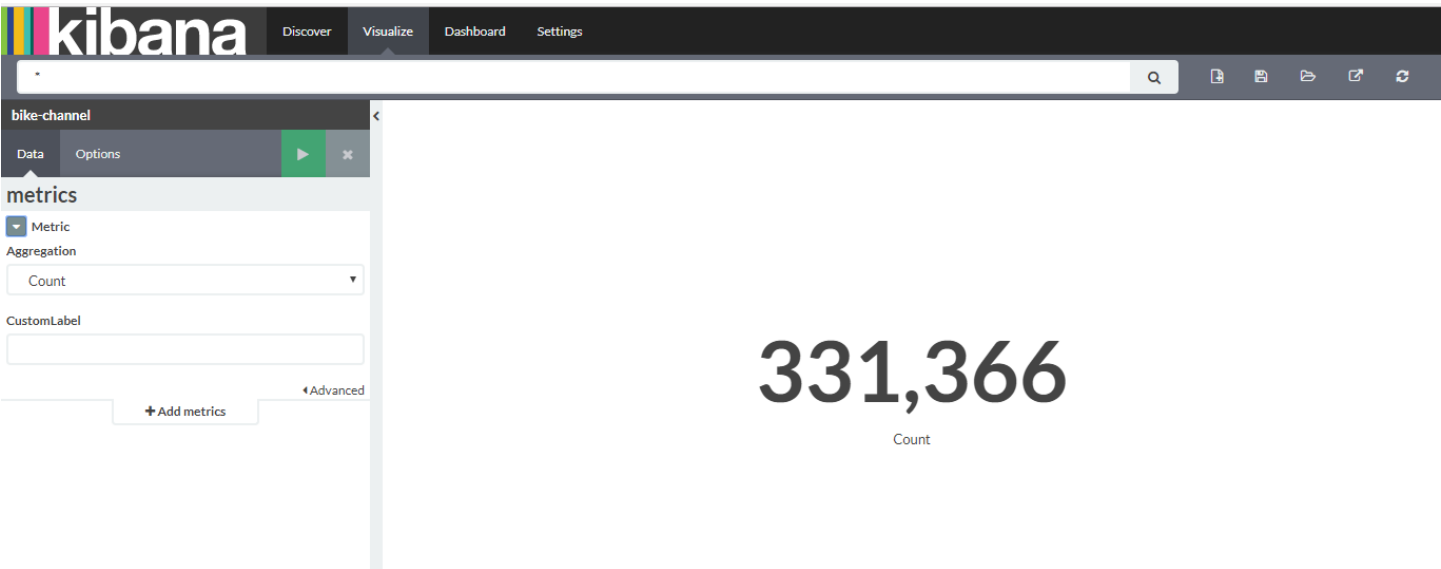 kibana Discover Visualize Dashboard Settings
*
bike-channel
Data Options
metrics
Metric
Aggregation
Count
CustomLabel
Advanced
Add metrics
331,366
Count